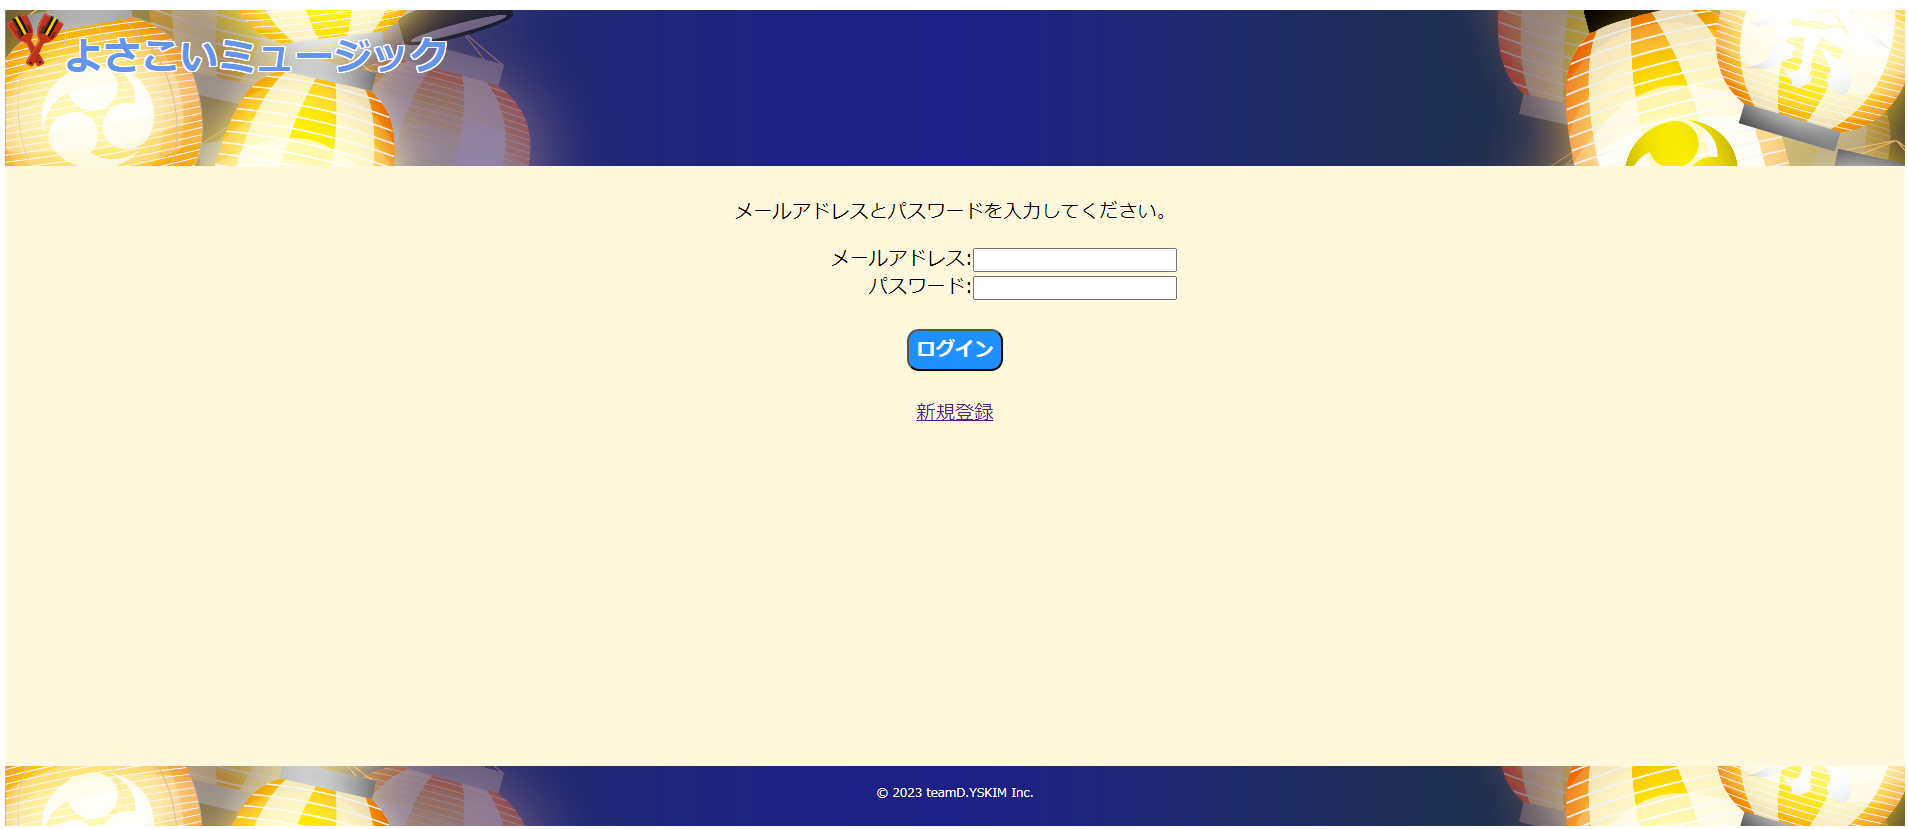 よさこいミュージック
メールアドレスとパスワードを入力してください。
メールアドレス:
パスワード:
ログイン
新規登録
© 2023 teamD.YSKIM Inc.